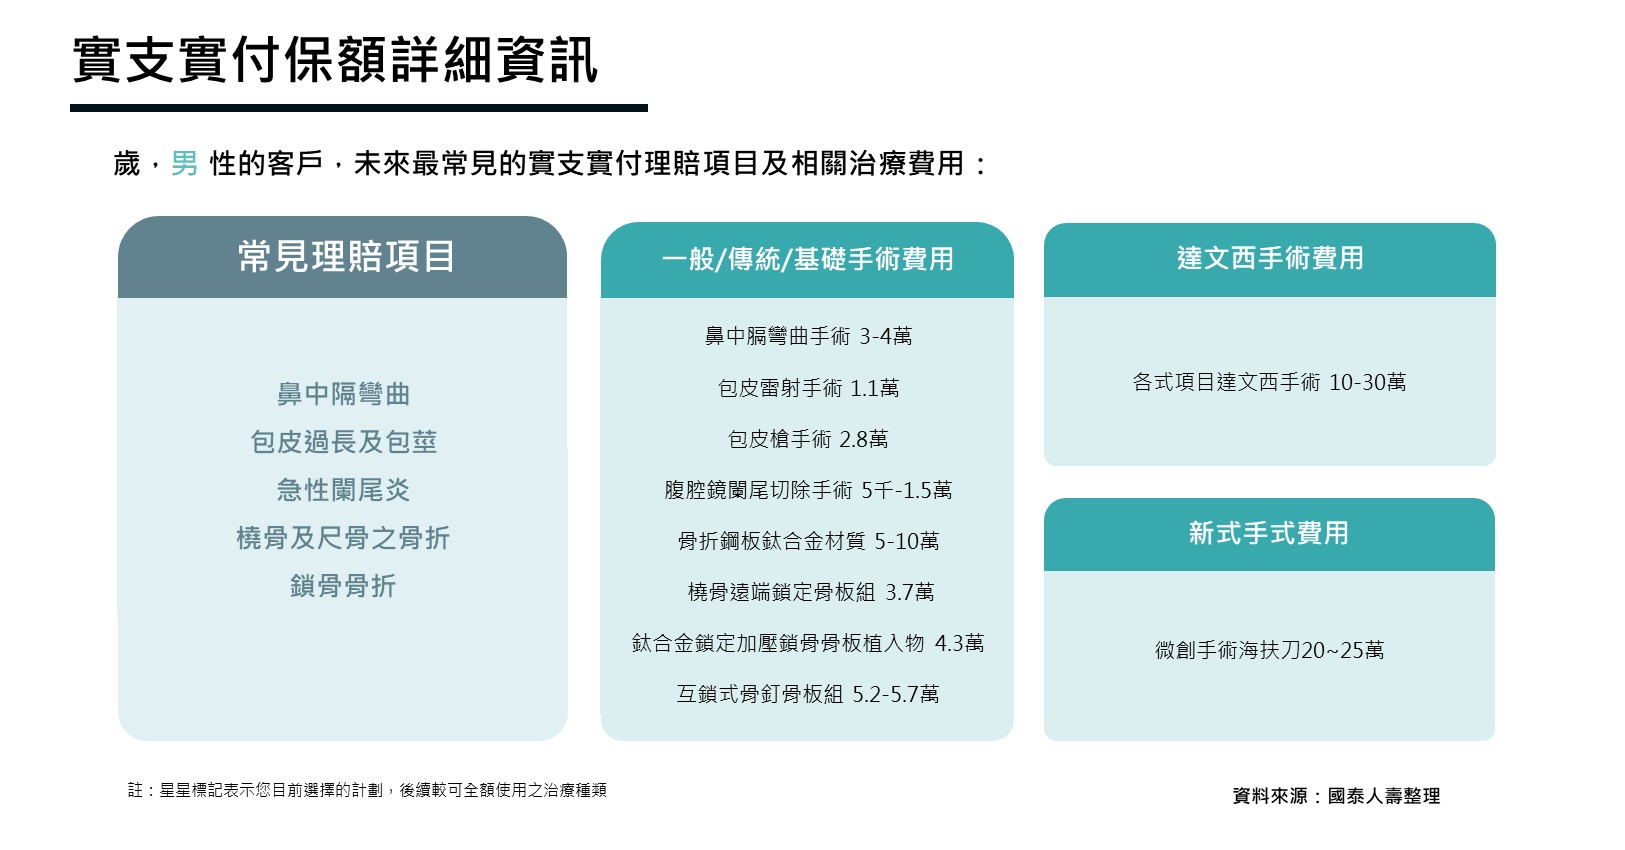 實支實付保額詳細資訊
歲，男 性的客戶，未來最常見的實支實付理賠項目及相關治療費用：
常見理賠項目
鼻中隔彎曲
包皮過長及包莖
急性闌尾炎
橈骨及尺骨之骨折
鎖骨骨折
一般/傳統/基礎手術費用
鼻中膈彎曲手術 3-4萬
包皮雷射手術 1.1萬
包皮槍手術 2.8萬
腹腔鏡闌尾切除手術 5千-1.5萬
骨折鋼板鈦合金材質 5-10萬
橈骨遠端鎖定骨板組 3.7萬
鈦合金鎖定加壓鎖骨骨板植入物 4.3萬
互鎖式骨釘骨板組 5.2-5.7萬
達文西手術費用
各式項目達文西手術 10-30萬
新式手式費用
微創手術海扶刀20~25萬
註：星星標記表示您目前選擇的計劃，後續較可全額使用之治療種類
資料來源：國泰人壽整理